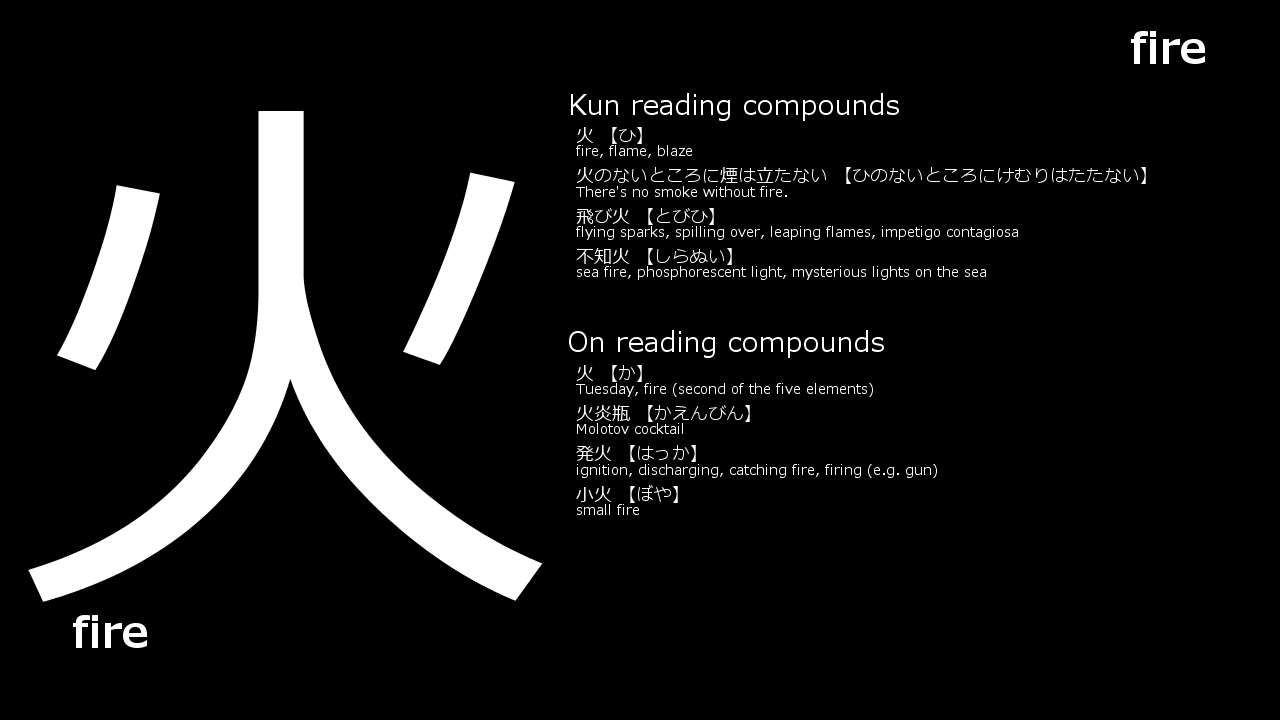 fire
火
Kun reading compounds
火 【ひ】
fire, flame, blaze
火のないところに煙は立たない 【ひのないところにけむりはたたない】
There's no smoke without fire.
飛び火 【とびひ】
flying sparks, spilling over, leaping flames, impetigo contagiosa
不知火 【しらぬい】
sea fire, phosphorescent light, mysterious lights on the sea
On reading compounds
火 【か】
Tuesday, fire (second of the five elements)
火炎瓶 【かえんびん】
Molotov cocktail
発火 【はっか】
ignition, discharging, catching fire, firing (e.g. gun)
小火 【ぼや】
small fire
fire